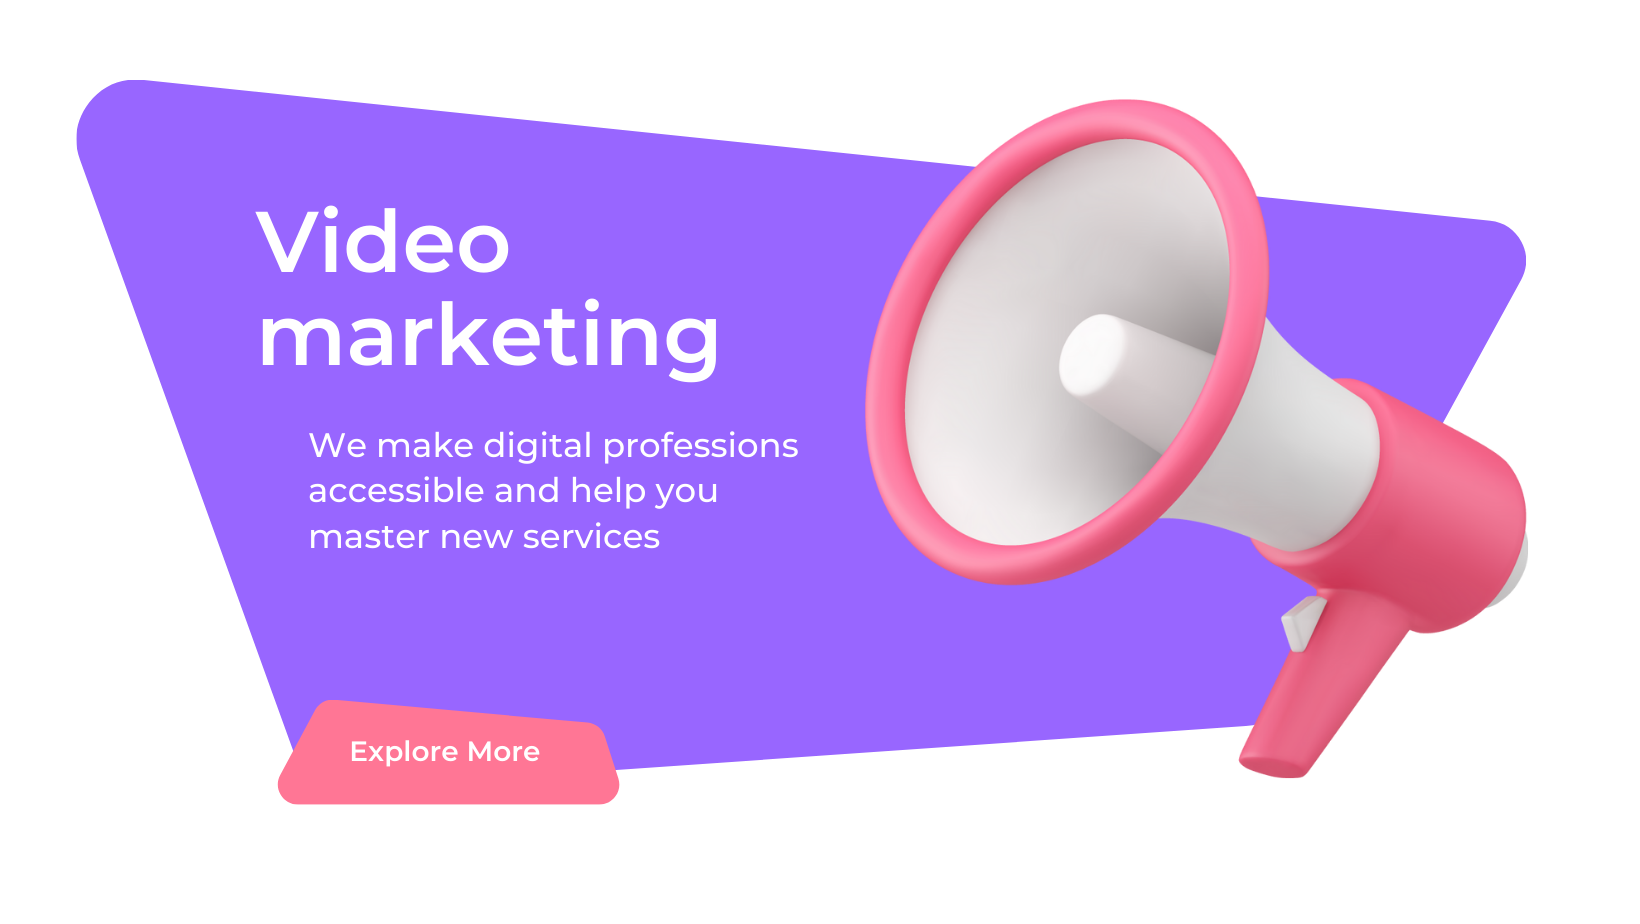 Video
marketing
We make digital professions
accessible and help you
master new services
Explore More